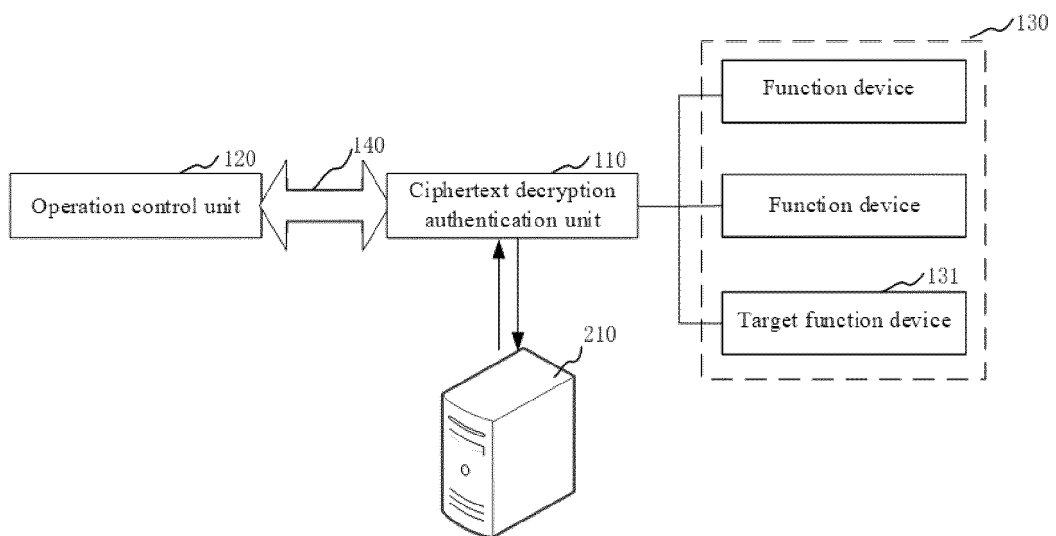 130
Function device
120
140
110
Operation control unit
Ciphertext decryption
authentication unit
Function device
131
Target function device
210